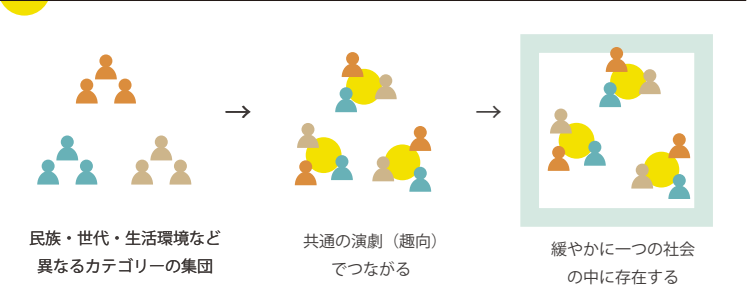 民族・世代・生活環境など
異なるカテゴリーの集団
共通の演劇（趣向）
でつながる
緩やかに一つの社会
の中に存在する